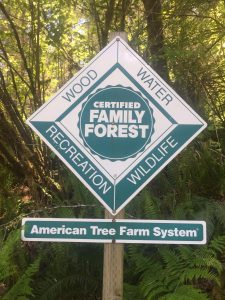 WOOD
WATER
CERTIFIED
FAMILY
FOREST
RECREATION
WILDLIFE
American Tree Farm System®